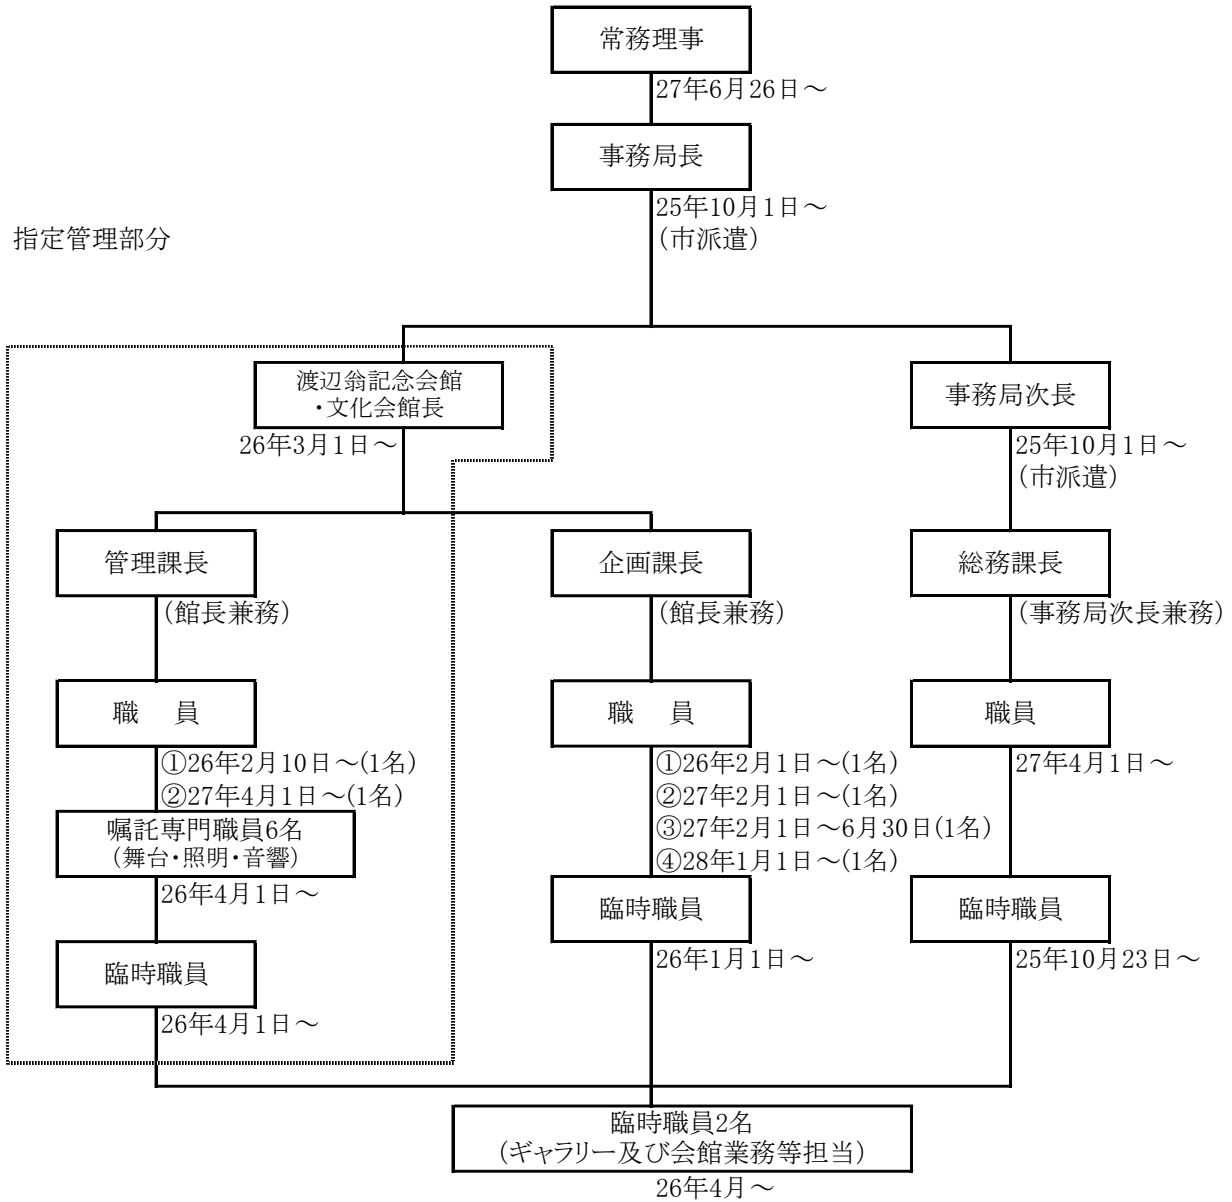 常務理事
27年6月26日～
事務局長
25年10月1日～
(市派遣)
指定管理部分
渡辺翁記念会館
・文化会館長
26年3月1日～
事務局次長
25年10月1日～
(市派遣)
管理課長
(館長兼務)
企画課長
(館長兼務)
総務課長
(事務局次長兼務)
職　員
①26年2月10日～(1名)
②27年4月1日～(1名)
嘱託専門職員6名
(舞台・照明・音響)
26年4月1日～
臨時職員
26年4月1日～
職　員
①26年2月1日～(1名)
②27年2月1日～(1名)
③27年2月1日～6月30日(1名)
④28年1月1日～(1名)
臨時職員
26年1月1日～
職員
27年4月1日～
臨時職員
25年10月23日～
臨時職員2名
(ギャラリー及び会館業務等担当)
26年4月～